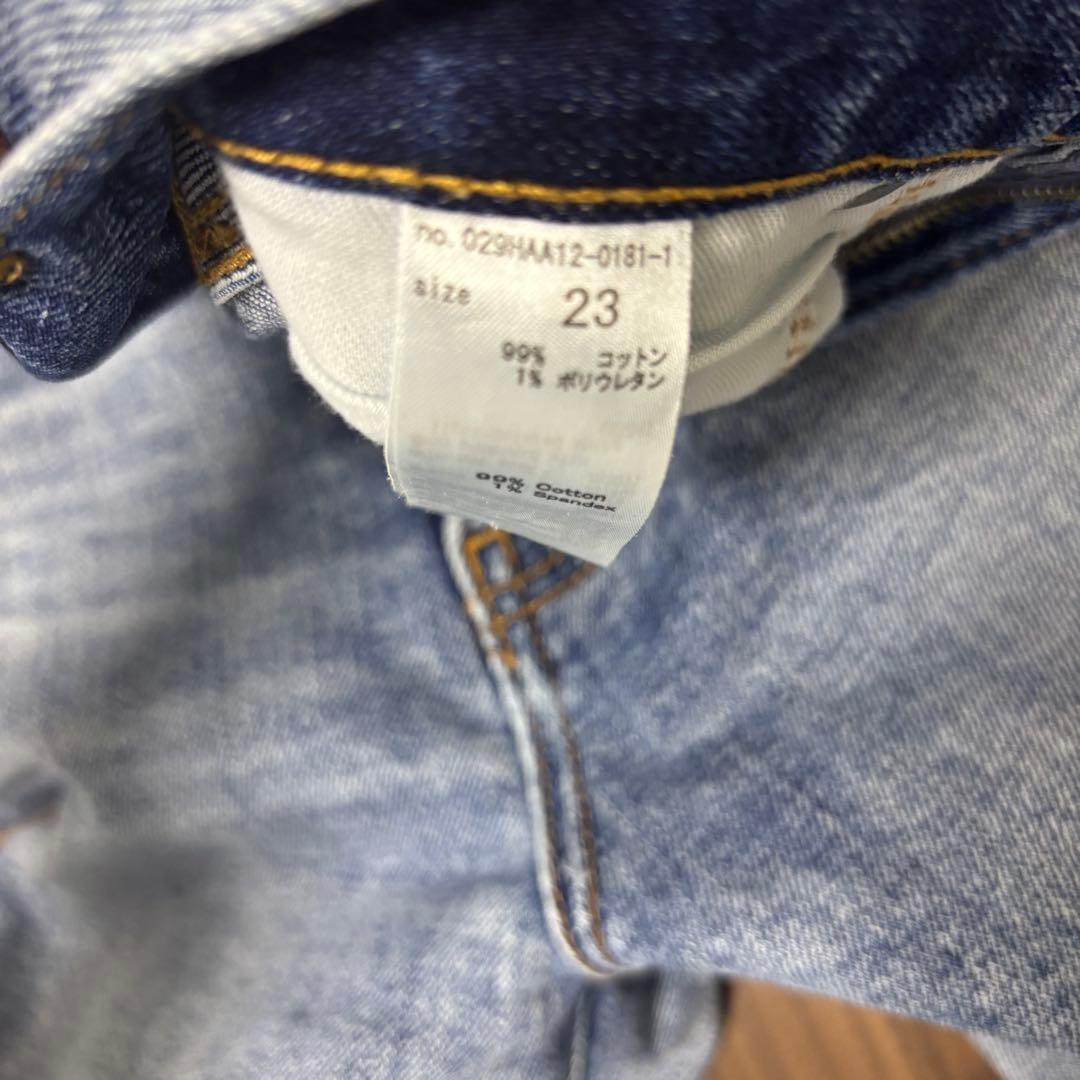 no. 029HAA12-0181-1
size 23
99% コットン
1% ポリウレタン
99% Cotton
1% Spandex